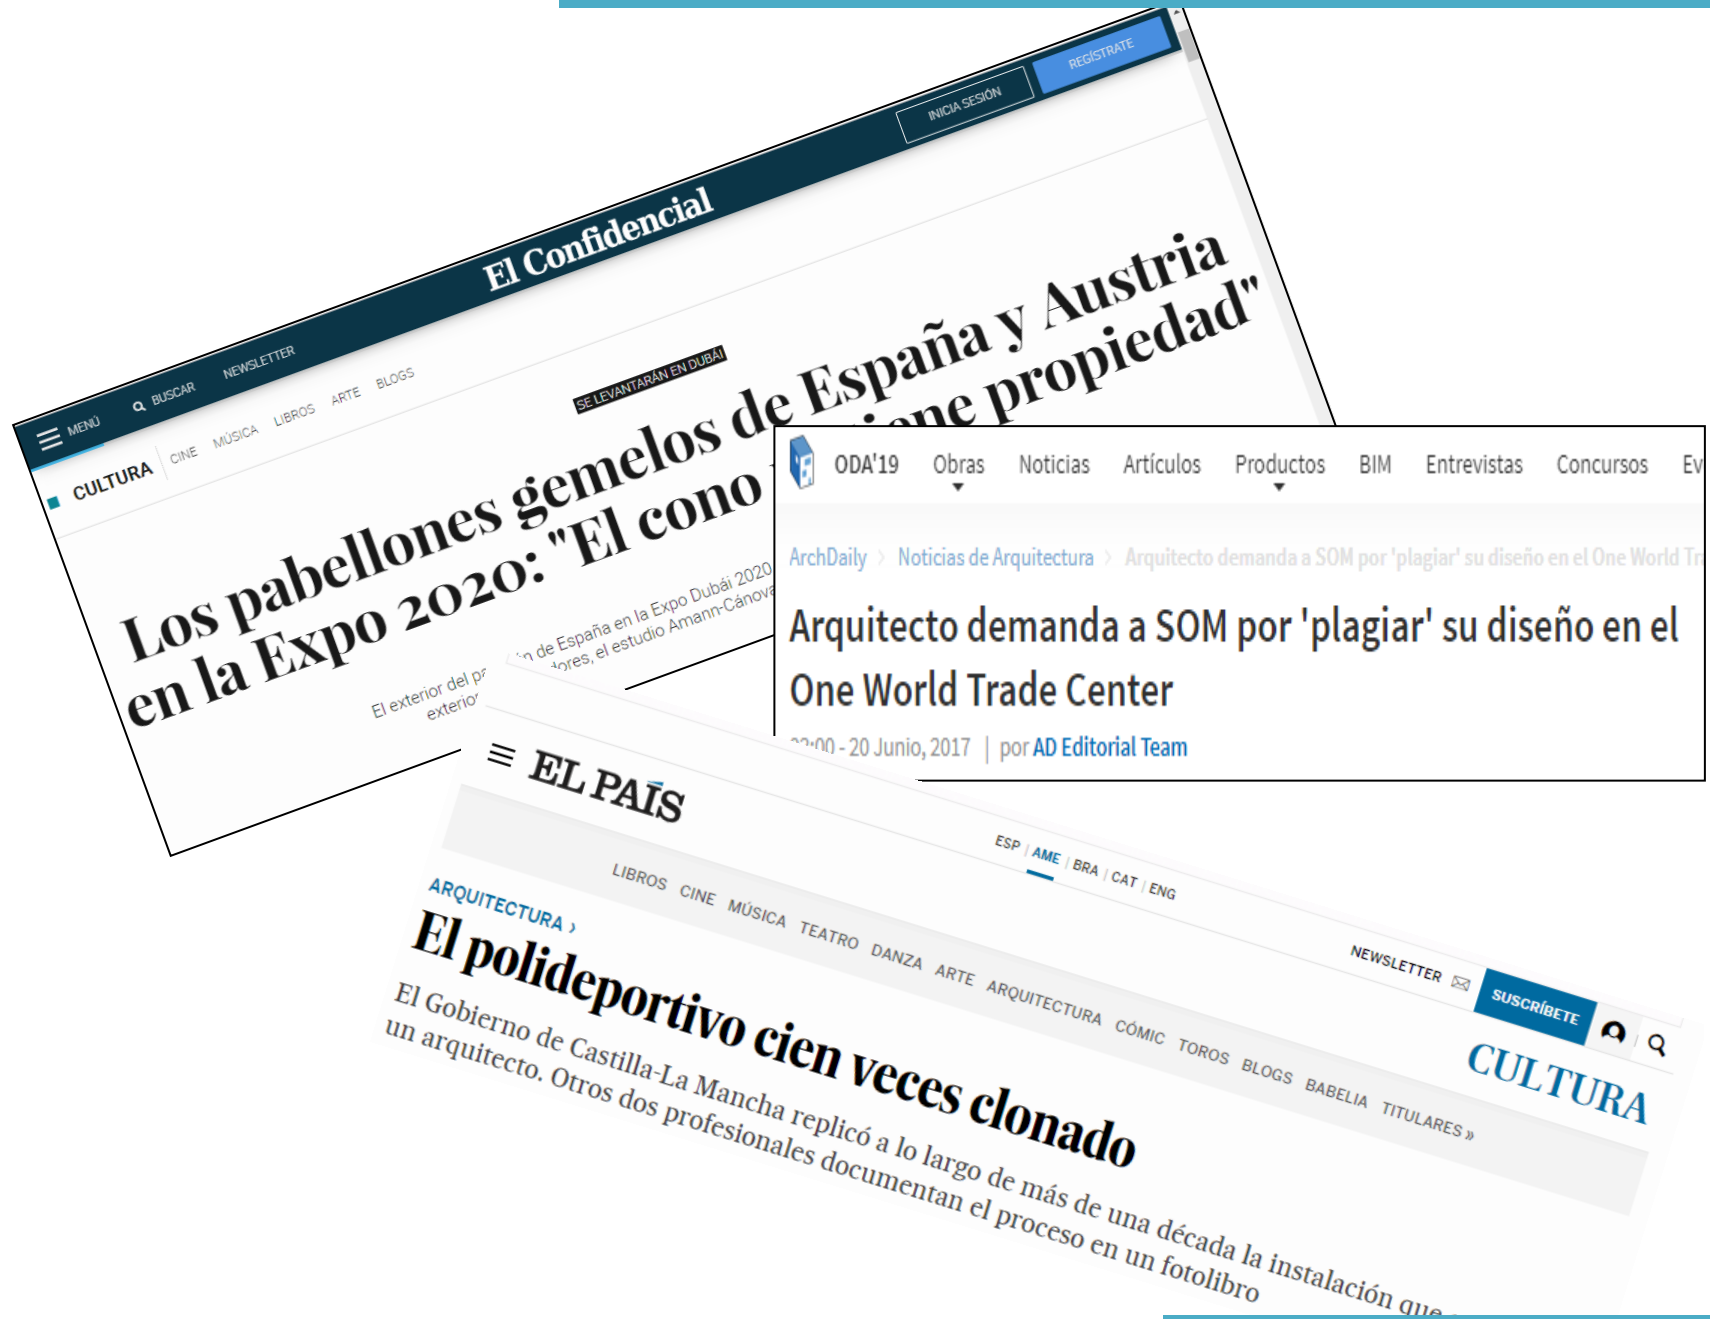 REGÍSTRATE
INICIA SESIÓN
El Confidencial
MENÚ BUSCAR NEWSLETTER
CULTURA CINE MÚSICA LIBROS ARTE BLOGS
SE LEVANTARÁN EN DUBÁI
Los pabellones gemelos de España y Austria
en la Expo 2020: "El cono propiedad"
El exterior del de España en la Expo Dubái 2020
el estudio
ODA'19 Obras Noticias Artículos Productos BIM Entrevistas Concursos
ArchDaily > Noticias de Arquitectura > Arquitecto demanda a SOM por 'plagiar' su diseño en el One World
Arquitecto demanda a SOM por 'plagiar' su diseño en el
One World Trade Center
20 Junio, 2017 | por AD Editorial Team
EL PAÍS
ESP | AME | BRA | CAT | ENG
NEWSLETTER SUSCRÍBETE
LIBROS CINE MÚSICA TEATRO DANZA ARTE ARQUITECTURA CÓMIC TOROS BLOGS BABELIA TITULARES »
CULTURA
ARQUITECTURA ›
El polideportivo cien veces clonado
El Gobierno de Castilla-La Mancha replicó a lo largo de más de una década la instalación que
un arquitecto. Otros dos profesionales documentan el proceso en un fotolibro